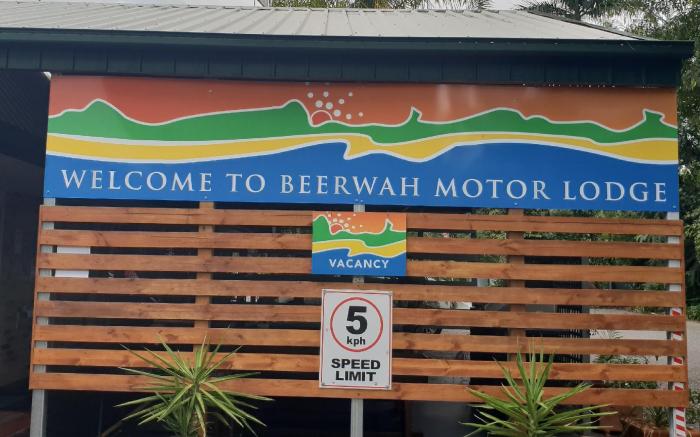 WELCOME TO BEERWAH MOTOR LODGE
VACANCY
5
kph
SPEED
LIMIT